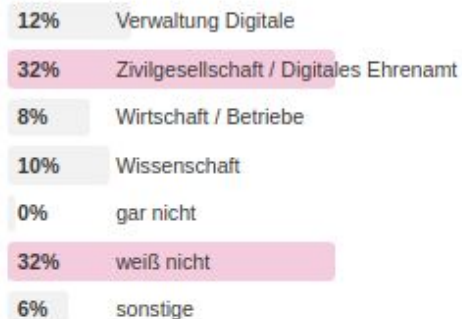 12% Verwaltung Digitale
32% Zivilgesellschaft / Digitales Ehrenamt
8% Wirtschaft / Betriebe
10% Wissenschaft
0% gar nicht
32% weiß nicht
6% sonstige